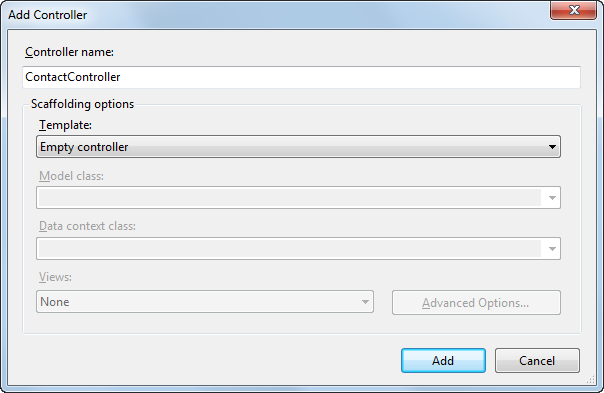 Add Controller
Controller name:
ContactController
Scaffolding options
Template:
Empty controller
Model class:
Data context class:
Views:
None
Advanced Options...
Add
Cancel